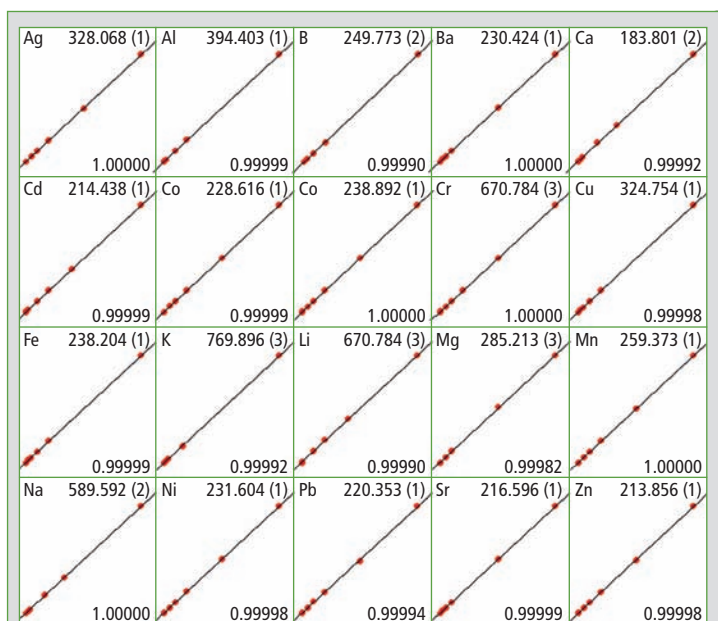 Ag 328.068 (1) Al 394.403 (1) B 249.773 (2) Ba 230.424 (1) Ca 183.801 (2)
1.00000 0.99999 0.99990 1.00000 0.99992
Cd 214.438 (1) Co 228.616 (1) Co 238.892 (1) Cr 670.784 (3) Cu 324.754 (1)
0.99999 0.99999 1.00000 1.00000 0.99998
Fe 238.204 (1) K 769.896 (3) Li 670.784 (3) Mg 285.213 (3) Mn 259.373 (1)
0.99999 0.99992 0.99990 0.99982 1.00000
Na 589.592 (2) Ni 231.604 (1) Pb 220.353 (1) Sr 216.596 (1) Zn 213.856 (1)
1.00000 0.99998 0.99994 0.99999 0.99998